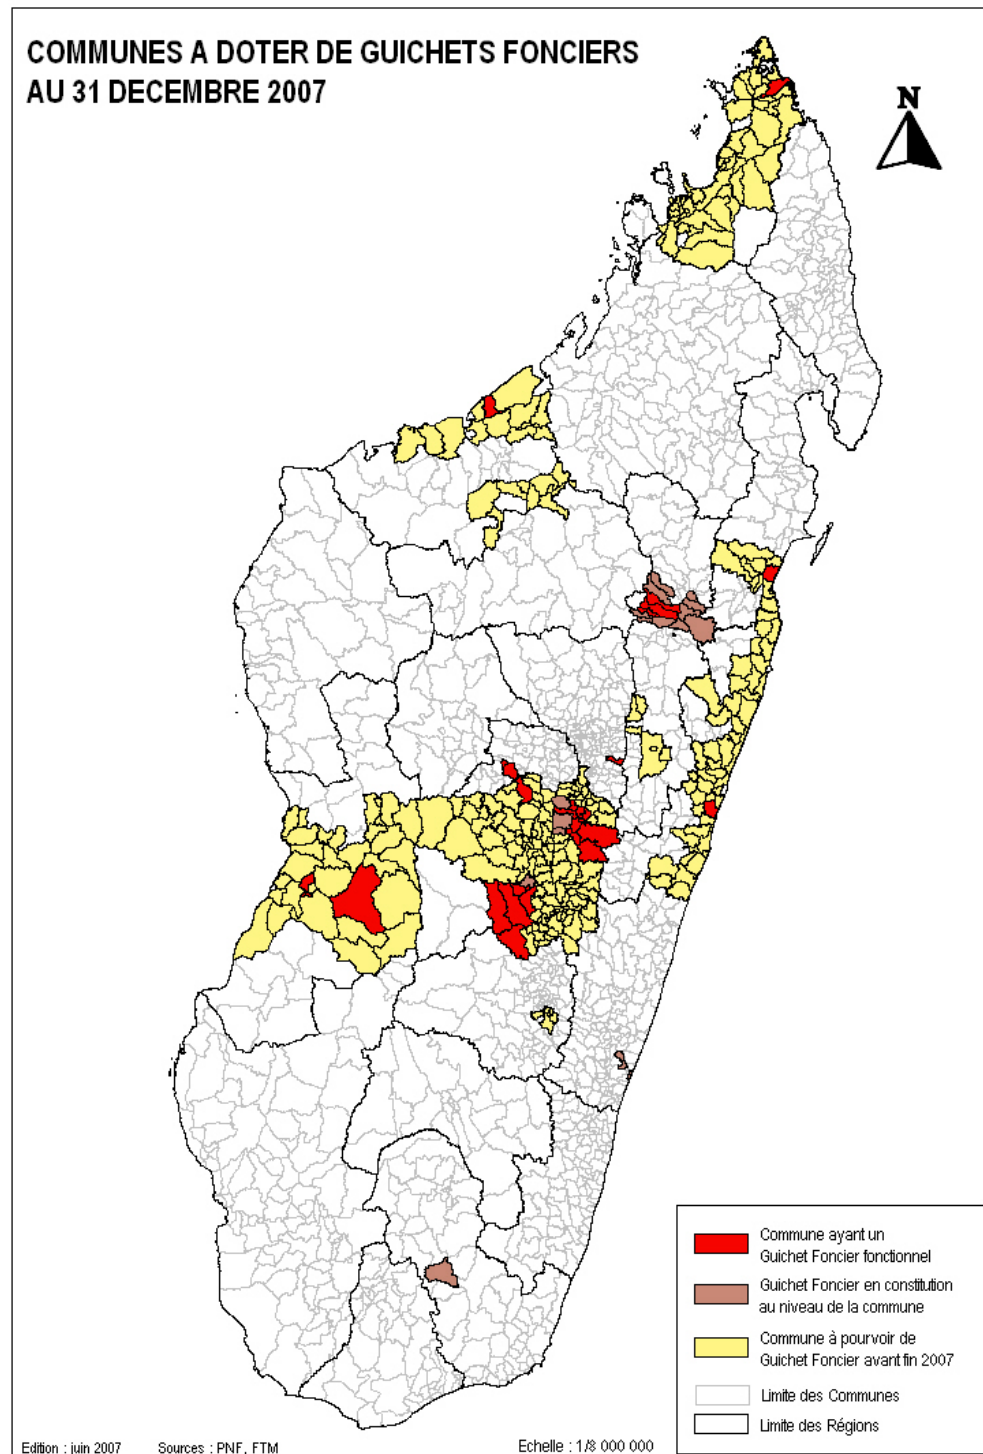 COMMUNES A DOTER DE GUICHETS FONCIERS
AU 31 DECEMBRE 2007
N
Commune ayant un
Guichet Foncier fonctionnel
Guichet Foncier en constitution
au niveau de la commune
Commune à pourvoir de
Guichet Foncier avant fin 2007
Limite des Communes
Limite des Régions
Edition : juin 2007 Sources : PNF, FTM Echelle : 1/8 000 000